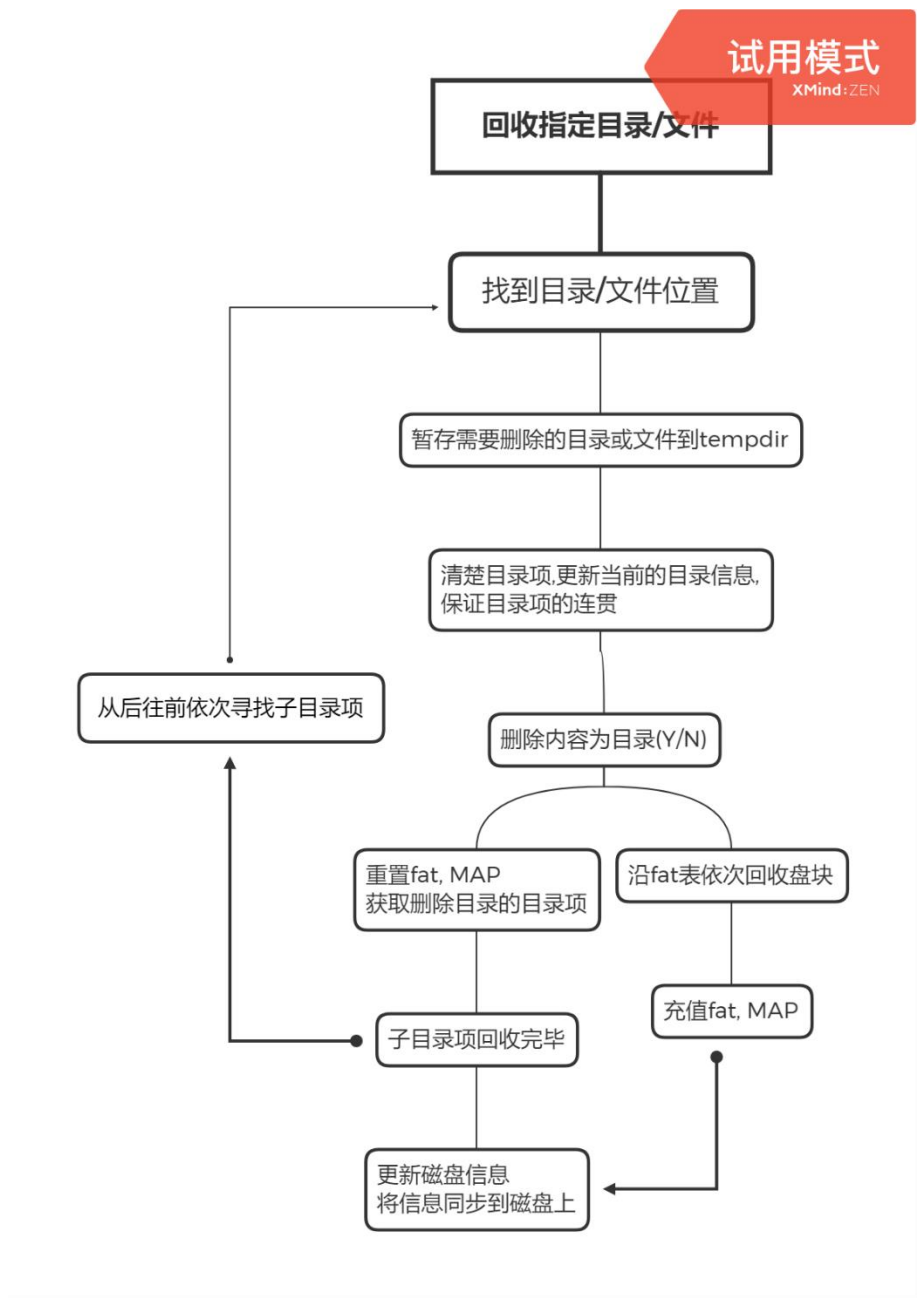 试用模式
XMind:ZEN
回收指定目录/文件
找到目录/文件位置
暂存需要删除的目录或文件到tempdir
清楚目录项,更新当前的目录信息,
保证目录项的连贯
从后往前依次寻找子目录项
删除内容为目录(Y/N)
重置fat, MAP
获取删除目录的目录项
沿fat表依次回收盘块
充值fat, MAP
子目录项回收完毕
更新磁盘信息
将信息同步到磁盘上